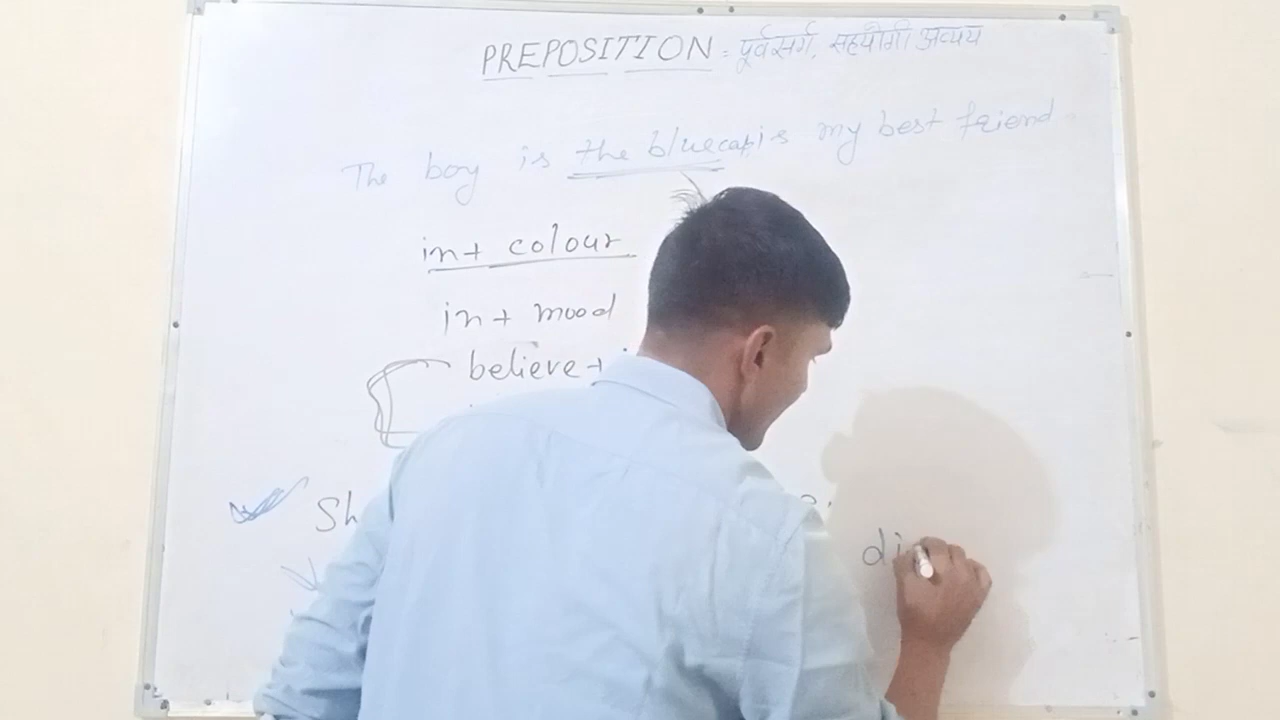 PREPOSITION = पूर्वसर्ग, सहयोगी अव्यय
The boy is the bluecap is my best friend
in + colour
in + mood
believe +
Sh
di